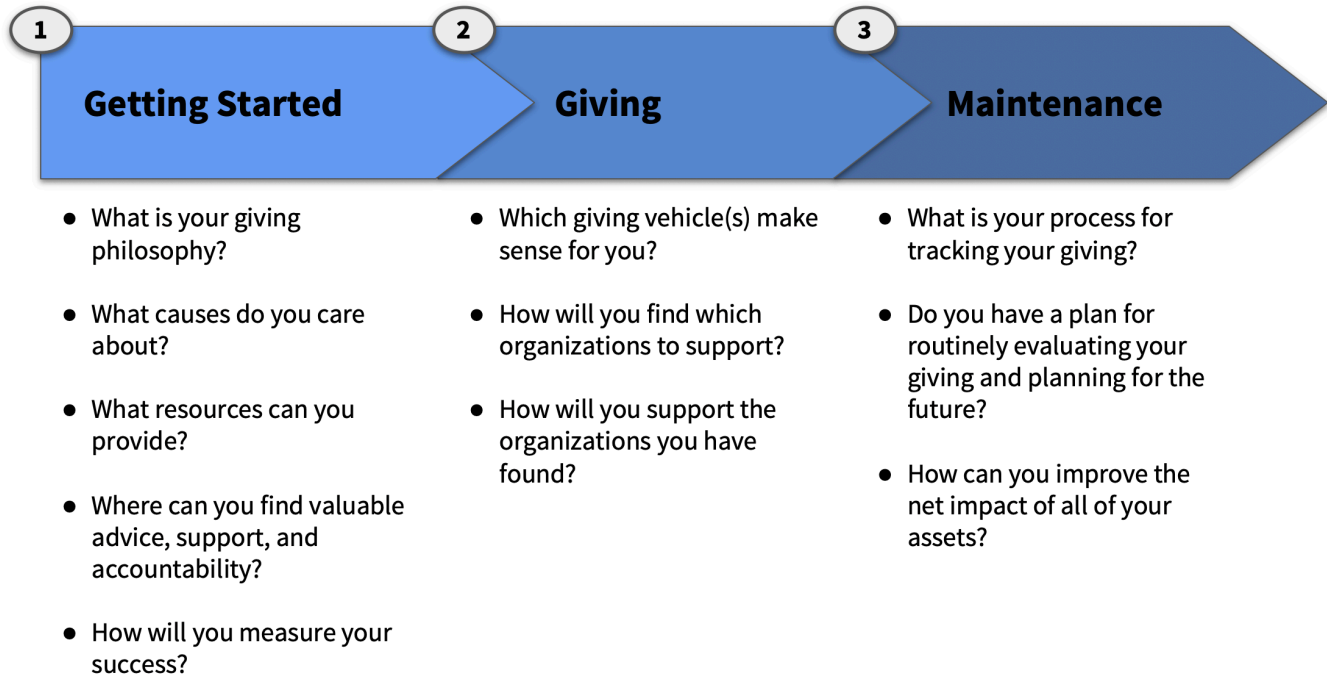 1
Getting Started
● What is your giving
philosophy?
● What causes do you care
about?
● What resources can you
provide?
● Where can you find valuable
advice, support, and
accountability?
● How will you measure your
success?
2
Giving
● Which giving vehicle(s) make
sense for you?
● How will you find which
organizations to support?
● How will you support the
organizations you have
found?
3
Maintenance
● What is your process for
tracking your giving?
● Do you have a plan for
routinely evaluating your
giving and planning for the
future?
● How can you improve the
net impact of all of your
assets?